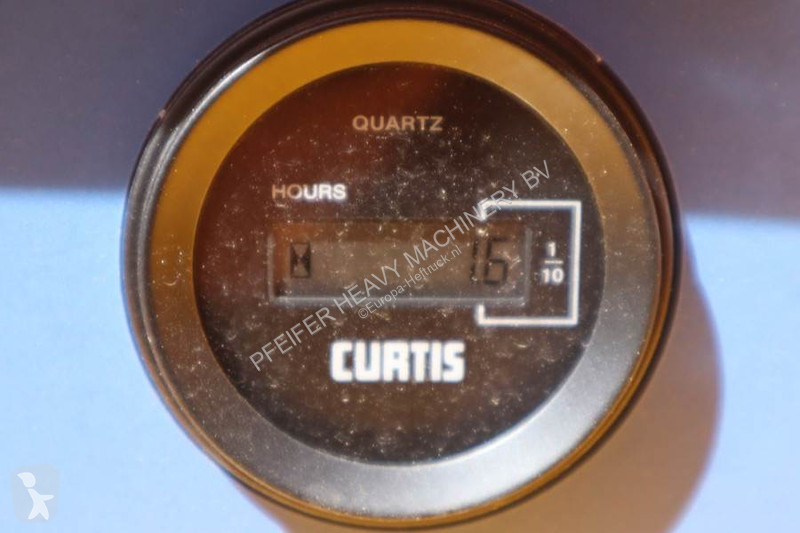 QUARTZ
HOURS
16
1
10
CURTIS
PFEIFER HEAVY MACHINERY BV
©Europa-Heftruck.nl